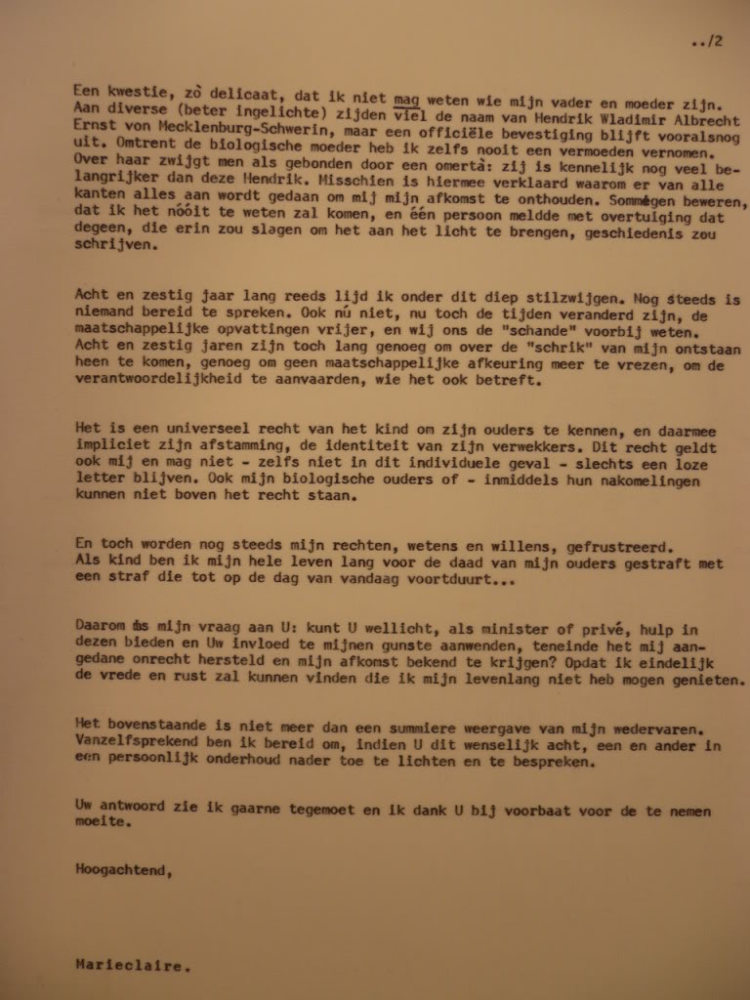 ../2
Een kwestie, zò delicaat, dat ik niet mag weten wie mijn vader en moeder zijn.
Aan diverse (beter ingelichte) zijden viel de naam van Hendrik Wladimir Albrecht
Ernst von Mecklenburg-Schwerin, maar een officiële bevestiging blijft vooralsnog
uit. Omtrent de biologische moeder heb ik zelfs nooit een vermoeden vernomen.
Over haar zwijgt men als gebonden door een omertà: zij is kennelijk nog veel be-
langrijker dan deze Hendrik. Misschien is hiermee verklaard waarom er van alle
kanten alles aan wordt gedaan om mij mijn afkomst te onthouden. Sommigen beweren,
dat ik het nóóit te weten zal komen, en één persoon meldde met overtuiging dat
degeen, die erin zou slagen om het aan het licht te brengen, geschiedenis zou
schrijven.
Acht en zestig jaar lang reeds lijd ik onder dit diep stilzwijgen. Nog steeds is
niemand bereid te spreken. Ook nú niet, nu toch de tijden veranderd zijn, de
maatschappelijke opvattingen vrijer, en wij ons de "schande" voorbij weten.
Acht en zestig jaren zijn toch lang genoeg om over de "schrik" van mijn ontstaan
heen te komen, genoeg om geen maatschappelijke afkeuring meer te vrezen, om de
verantwoordelijkheid te aanvaarden, wie het ook betreft.
Het is een universeel recht van het kind om zijn ouders te kennen, en daarmee
impliciet zijn afstamming, de identiteit van zijn verwekkers. Dit recht geldt
ook mij en mag niet - zelfs niet in dit individuele geval - slechts een loze
letter blijven. Ook mijn biologische ouders of - inmiddels hun nakomelingen
kunnen niet boven het recht staan.
En toch worden nog steeds mijn rechten, wetens en willens, gefrustreerd.
Als kind ben ik mijn hele leven lang voor de daad van mijn ouders gestraft met
een straf die tot op de dag van vandaag voortduurt...
Daarom is mijn vraag aan U: kunt U wellicht, als minister of privé, hulp in
dezen bieden en Uw invloed te mijnen gunste aanwenden, teneinde het mij aan-
gedane onrecht hersteld en mijn afkomst bekend te krijgen? Opdat ik eindelijk
de vrede en rust zal kunnen vinden die ik mijn levenlang niet heb mogen genieten.
Het bovenstaande is niet meer dan een summiere weergave van mijn wedervaren.
Vanzelfsprekend ben ik bereid om, indien U dit wenselijk acht, een en ander in
een persoonlijk onderhoud nader toe te lichten en te bespreken.
Uw antwoord zie ik gaarne tegemoet en ik dank U bij voorbaat voor de te nemen
moeite.
Hoogachtend,
Marieclaire.